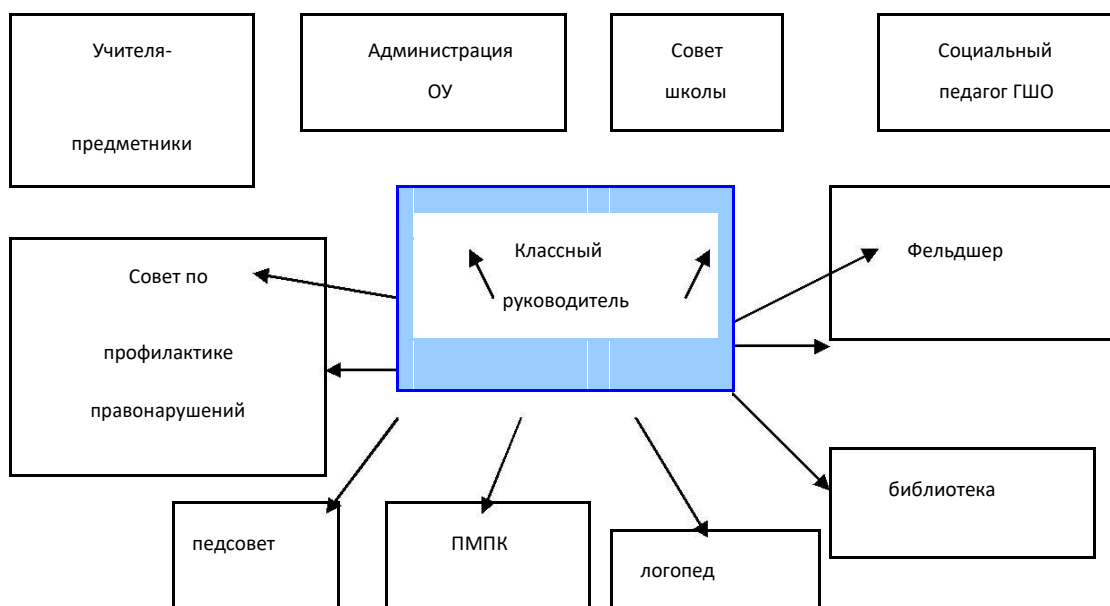 Учителя-
предметники
Администрация
ОУ
Совет
школы
Социальный
педагог ГШО
Классный
руководитель
Фельдшер
Совет по
профилактике
правонарушений
библиотека
педсовет
ПМПК
логопед